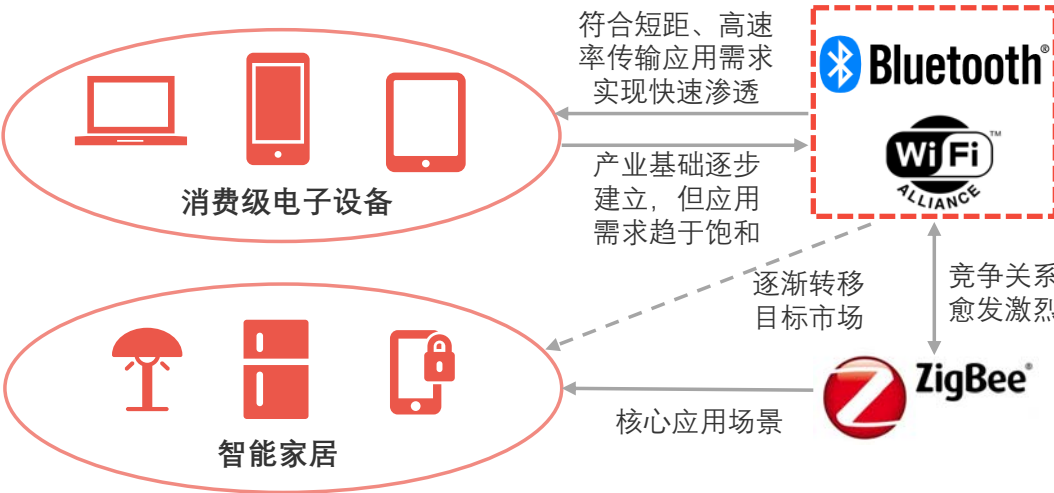 符合短距、高速
率传输应用需求
实现快速渗透
Bluetooth®
WiFi™
ALLIANCE
消费级电子设备
产业基础逐步
建立，但应用
需求趋于饱和
逐渐转移
目标市场
竞争关系
愈发激烈
ZigBee®
核心应用场景
智能家居